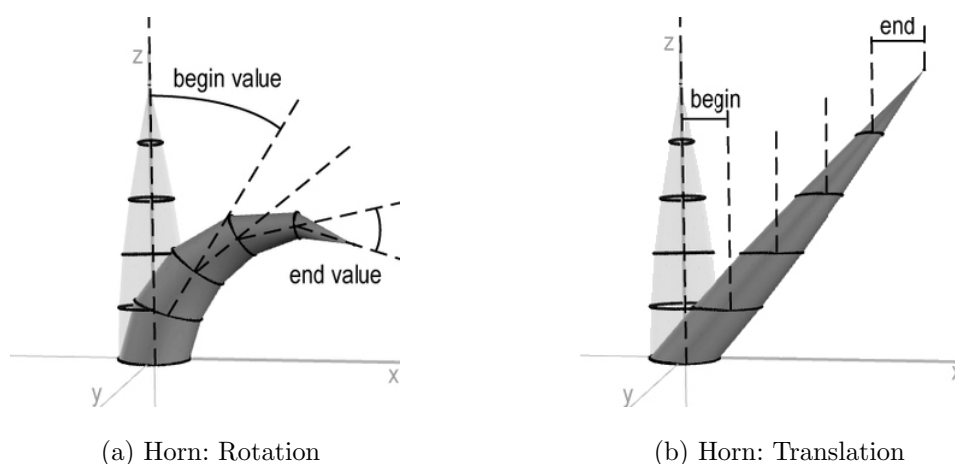 z
begin value
end value
y
x
(a) Horn: Rotation
end
z
begin
y
x
(b) Horn: Translation